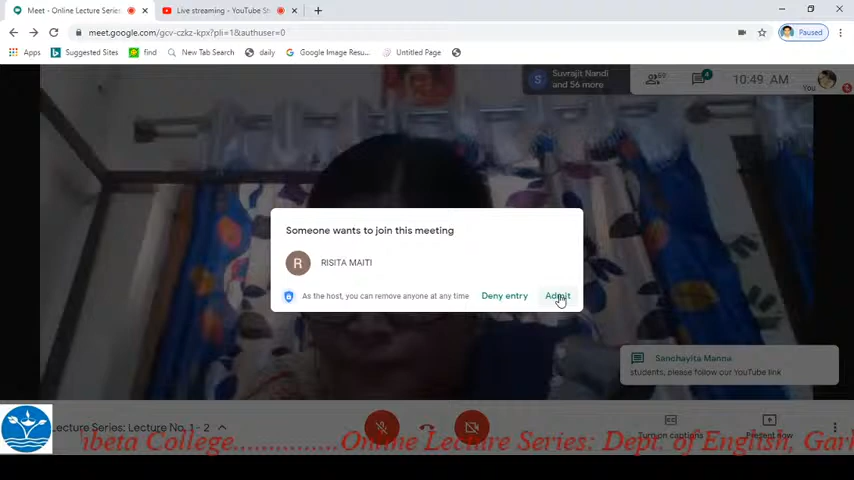 Meet - Online Lecture Series:
Live streaming - YouTube St
meet.google.com/gcv-czkz-kpx?pli=1&authuser=0
Paused
Apps
Suggested Sites
find
New Tab Search
daily
Google Image Resu...
Untitled Page
S
Suvrajit Nandi
and 56 more
4
10:49 AM
You
Someone wants to join this meeting
R
RISITA MAITI
As the host, you can remove anyone at any time
Deny entry
Admit
Sanchayita Manna
students, please follow our YouTube link
Lecture Series: Lecture No. 1 - 2
Turn on captions
Present now
beta College..............Online Lecture Series: Dept. of English, Gar